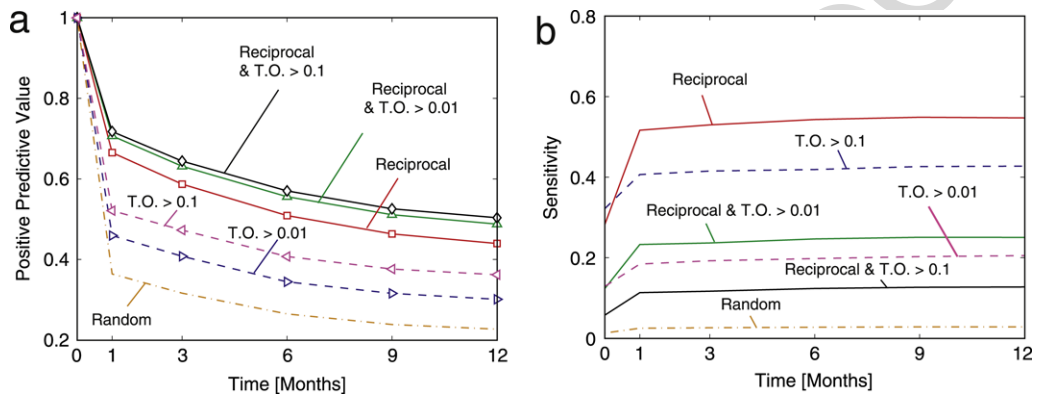 a
Positive Predictive Value
1
0.8
0.6
0.4
0.2
Reciprocal
& T.O. > 0.1
Reciprocal
& T.O. > 0.01
Reciprocal
T.O. > 0.1
T.O. > 0.01
Random
0 1 3 6 9 12
Time [Months]
b
Sensitivity
0.8
0.6
0.4
0.2
0
Reciprocal
T.O. > 0.1
T.O. > 0.01
Reciprocal & T.O. > 0.01
Reciprocal & T.O. > 0.1
Random
0 1 3 6 9 12
Time [Months]